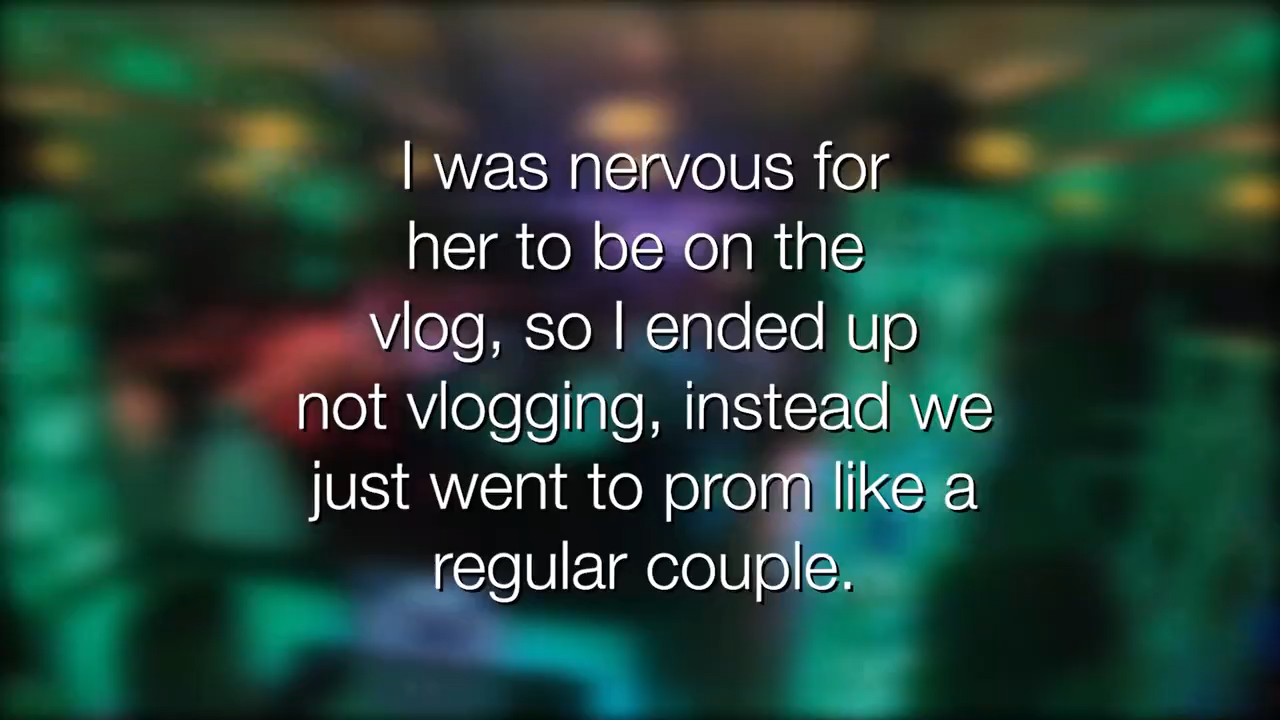 I was nervous for
her to be on the
vlog, so I ended up
not vlogging, instead we
just went to prom like a
regular couple.